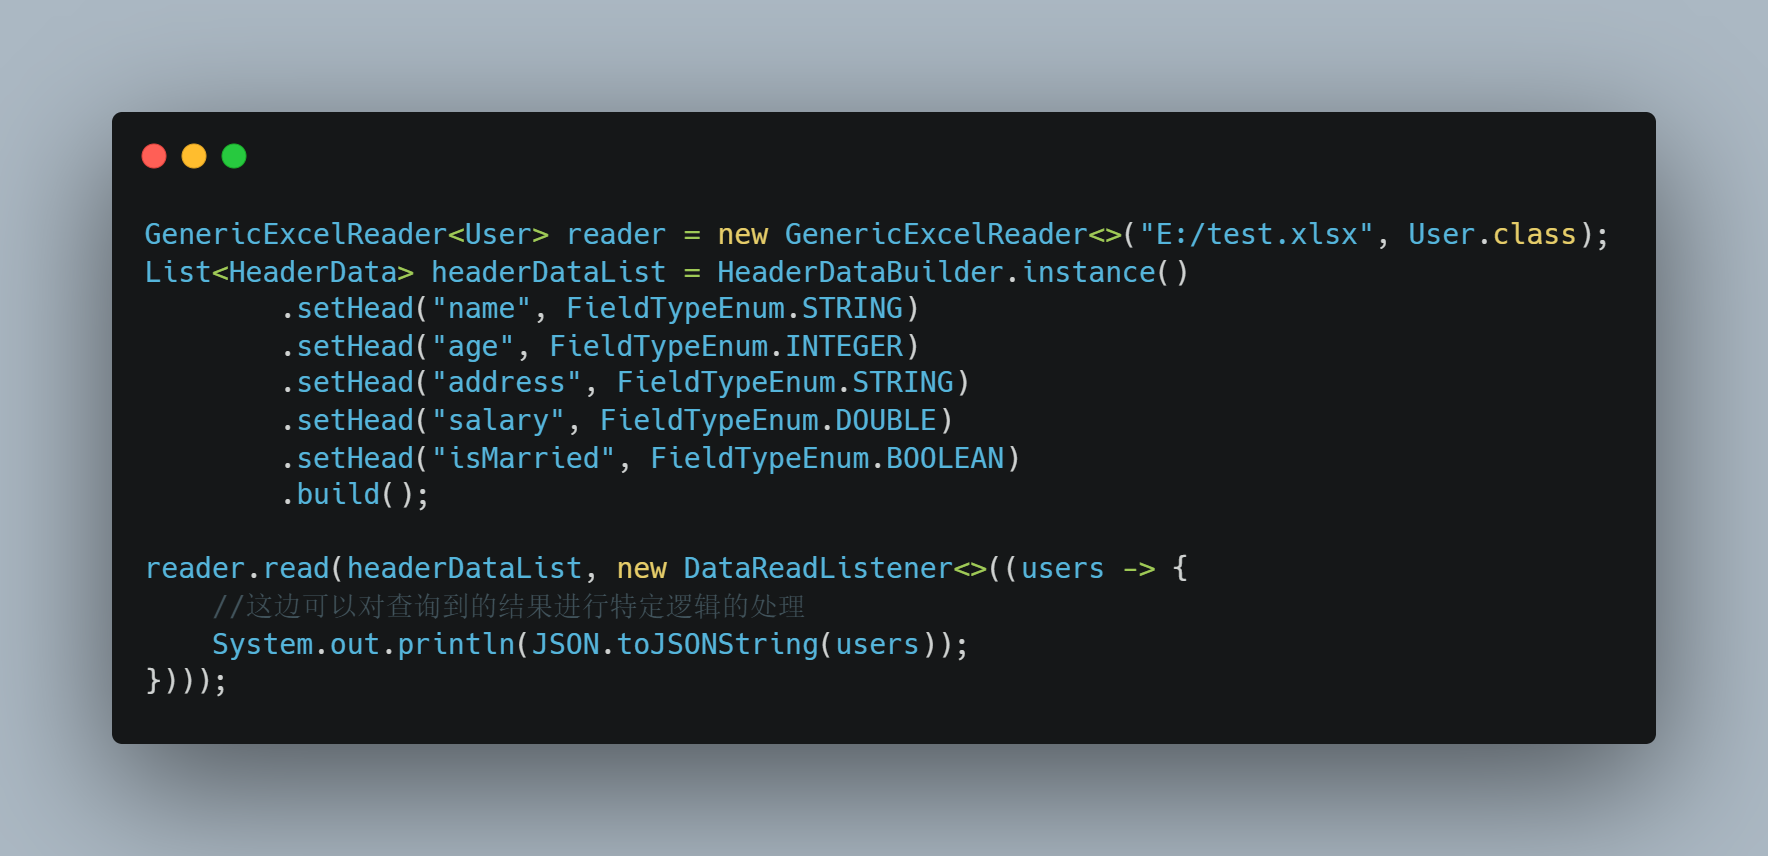 GenericExcelReader<User> reader = new GenericExcelReader<>("E:/test.xlsx", User.class);
List<HeaderData> headerDataList = HeaderDataBuilder.instance()
        .setHead("name", FieldTypeEnum.STRING)
        .setHead("age", FieldTypeEnum.INTEGER)
        .setHead("address", FieldTypeEnum.STRING)
        .setHead("salary", FieldTypeEnum.DOUBLE)
        .setHead("isMarried", FieldTypeEnum.BOOLEAN)
        .build();
reader.read(headerDataList, new DataReadListener<>((users -> {
    //这边可以对查询到的结果进行特定逻辑的处理
    System.out.println(JSON.toJSONString(users));
})));